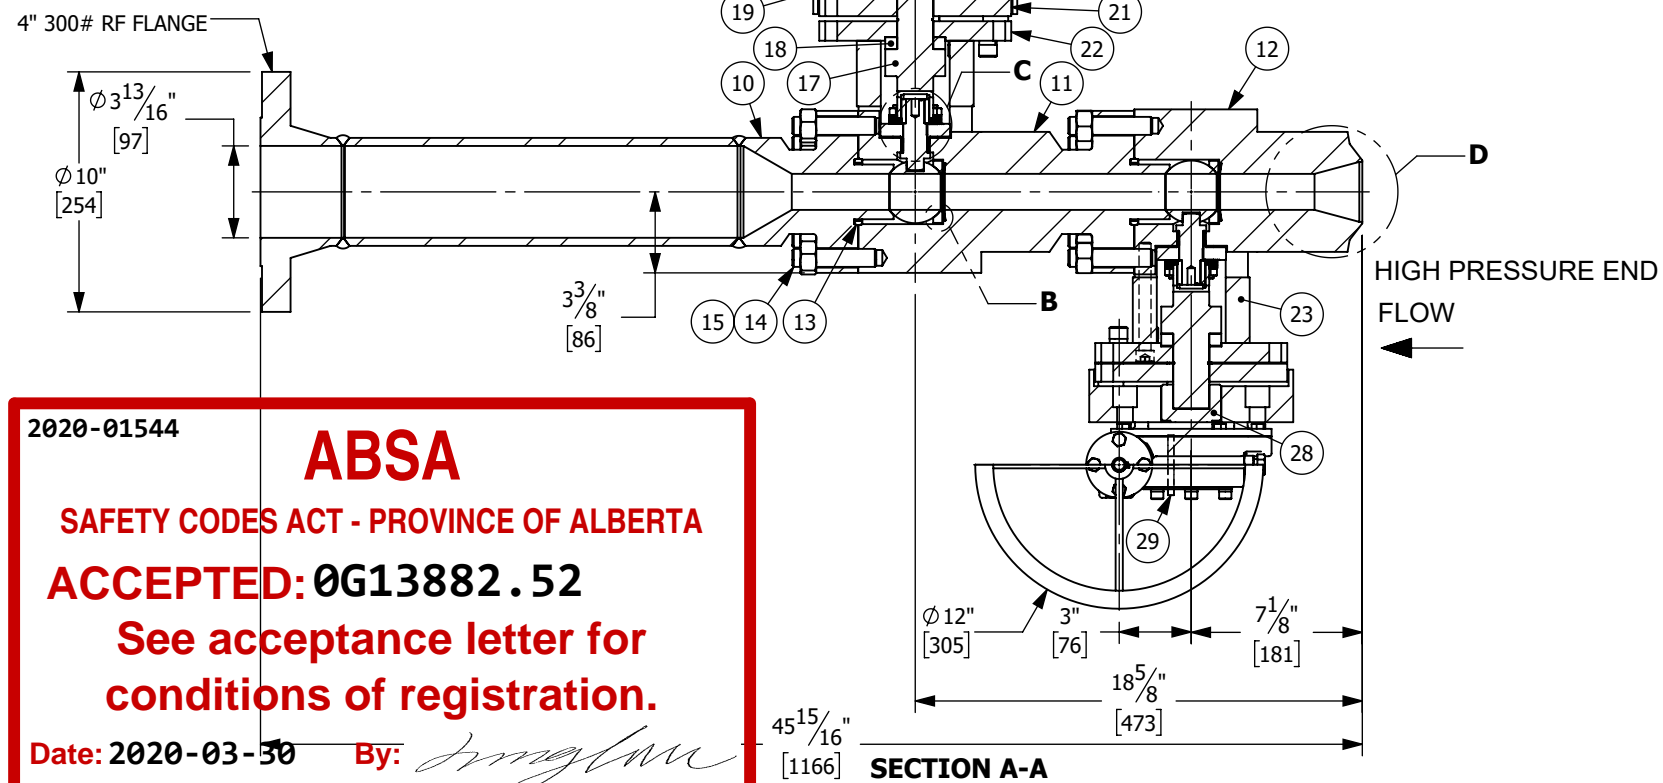 19
21
4" 300# RF FLANGE
18
22
12
17
C
10
11
Ø3 13/16"
[97]
D
Ø10"
[254]
HIGH PRESSURE END
FLOW
3 3/8"
[86]
B
15
14
13
23
2020-01544
ABSA
28
SAFETY CODES ACT - PROVINCE OF ALBERTA
29
ACCEPTED: 0G13882.52
Ø12"
[305]
3"
[76]
7 1/8"
[181]
See acceptance letter for
conditions of registration.
18 5/8"
[473]
45 15/16"
[1166]
Date: 2020-03-30 By:
SECTION A-A